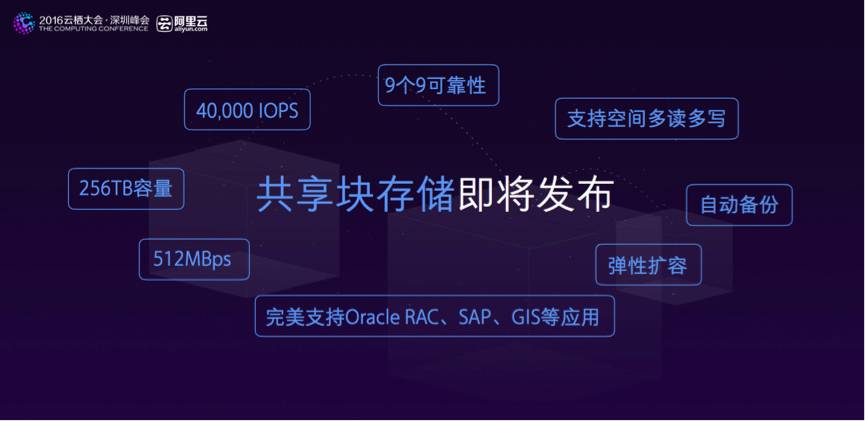 2016云栖大会·深圳峰会
THE COMPUTING CONFERENCE
阿里云
aliyun.com
9个9可靠性
40,000 IOPS
支持空间多读多写
256TB容量
共享块存储即将发布
自动备份
512MBps
弹性扩容
完美支持Oracle RAC、SAP、GIS等应用